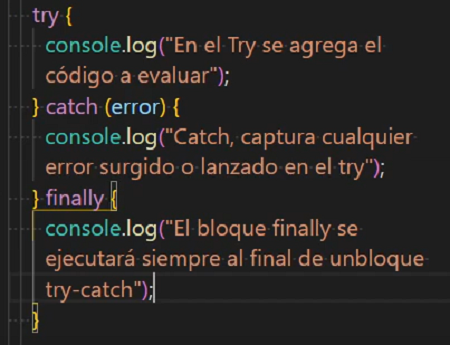 try {
console.log("En el Try se agrega el
código a evaluar");
} catch (error) {
console.log("Catch, captura cualquier
error surgido o lanzado en el try");
} finally {
console.log("El bloque finally se
ejecutará siempre al final de unbloque
try-catch");
}